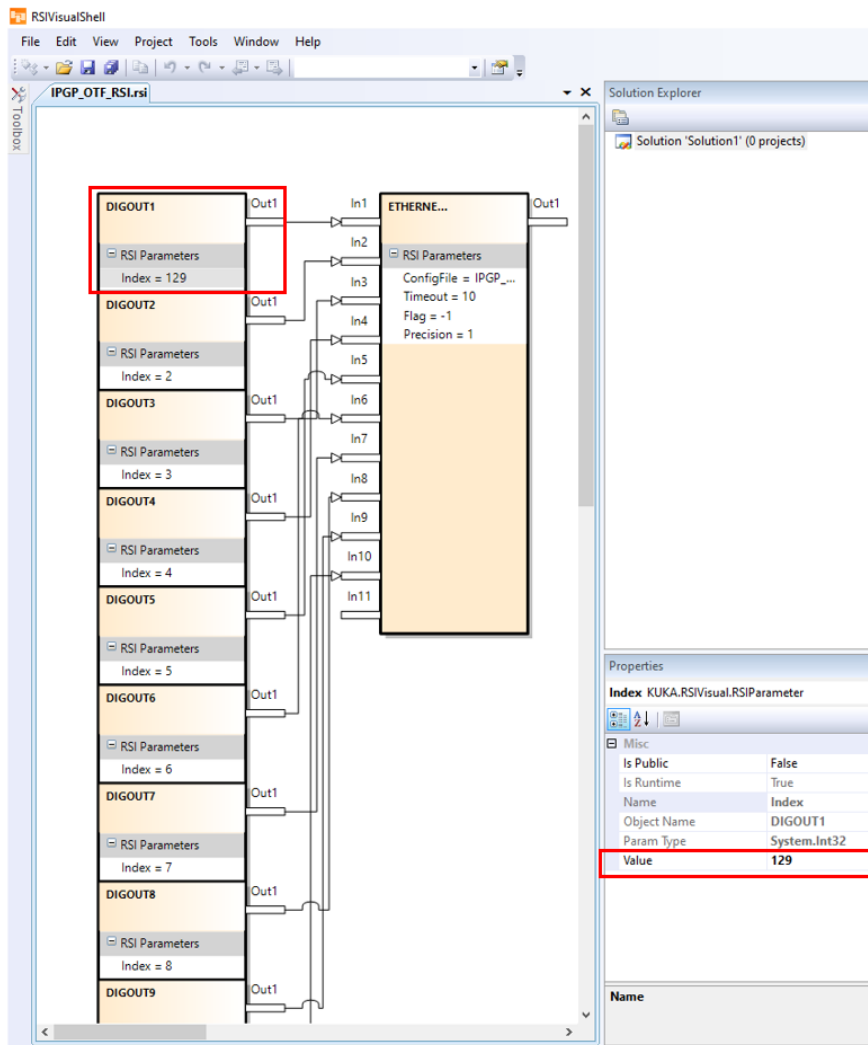 RSIVisualShell
File Edit View Project Tools Window Help
Toolbox
IPGP_OTF_RSI.rsi
DIGOUT1
Out1
RSI Parameters
Index = 129
DIGOUT2
Out1
RSI Parameters
Index = 2
DIGOUT3
Out1
RSI Parameters
Index = 3
DIGOUT4
Out1
RSI Parameters
Index = 4
DIGOUT5
Out1
RSI Parameters
Index = 5
DIGOUT6
Out1
RSI Parameters
Index = 6
DIGOUT7
Out1
RSI Parameters
Index = 7
DIGOUT8
Out1
RSI Parameters
Index = 8
DIGOUT9
Out1
In1
In2
In3
In4
In5
In6
In7
In8
In9
In10
In11
ETHERNE...
Out1
RSI Parameters
ConfigFile = IPGP_...
Timeout = 10
Flag = -1
Precision = 1
Solution Explorer
Solution 'Solution1' (0 projects)
Properties
Index KUKA.RSIVisual.RSIParameter
Misc
Is Public False
Is Runtime True
Name Index
Object Name DIGOUT1
Param Type System.Int32
Value 129
Name